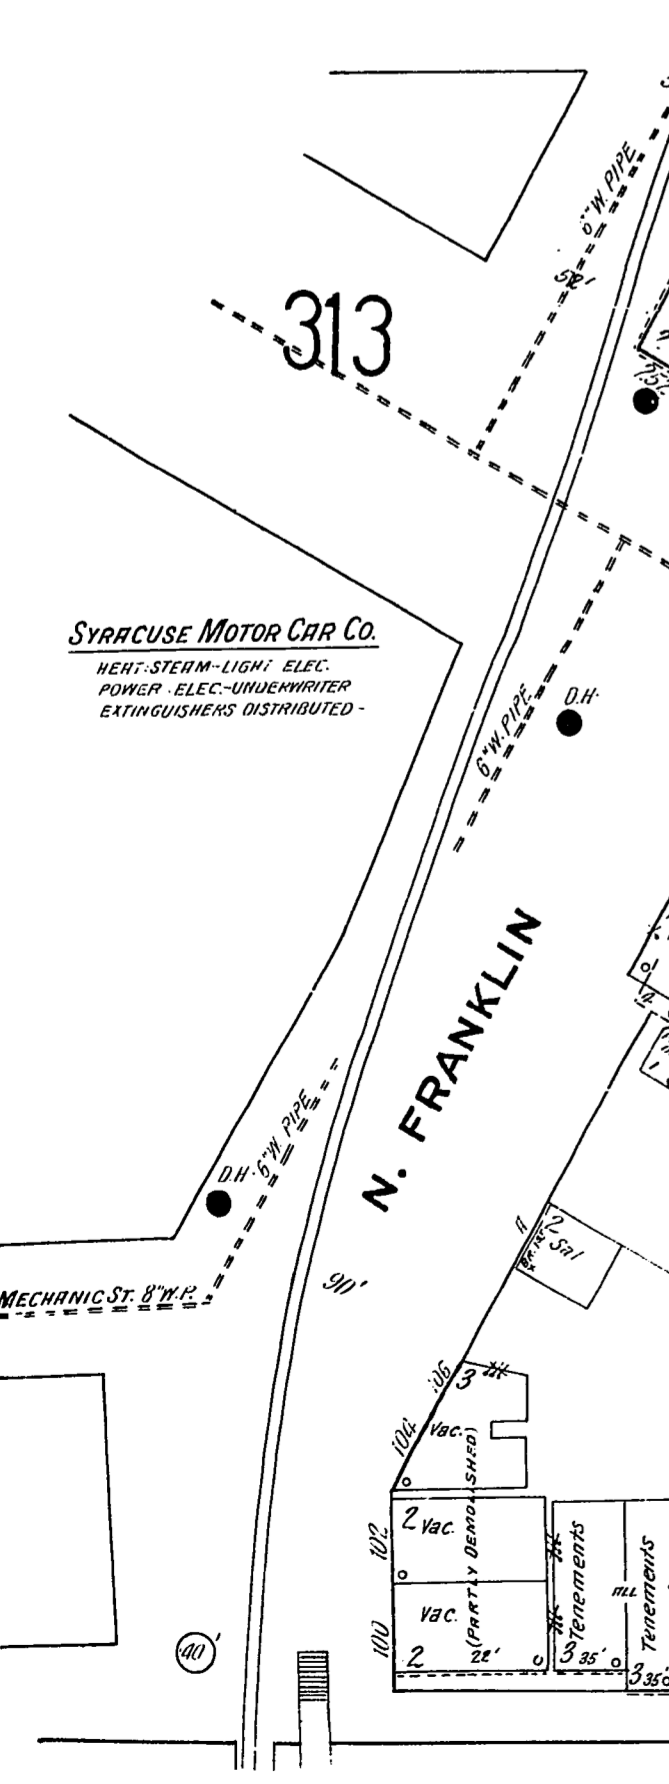 6"W. PIPE
313
SYRACUSE MOTOR CAR CO.
HEAT: STEAM-LIGHT ELEC.
POWER. ELEC.-UNDERWRITER
EXTINGUISHERS DISTRIBUTED-
D.H.
6"W. PIPE
N. FRANKLIN
6"W. PIPE
D.H.
2
Sal
MECHANIC ST. 8"W.P.
90'
106
3
104
Vac.
102
2 Vac.
(PARTLY DEMOLISHED)
Tenements
ALL
Tenements
100
Vac.
2
22'
3 35'
3 35'
40'